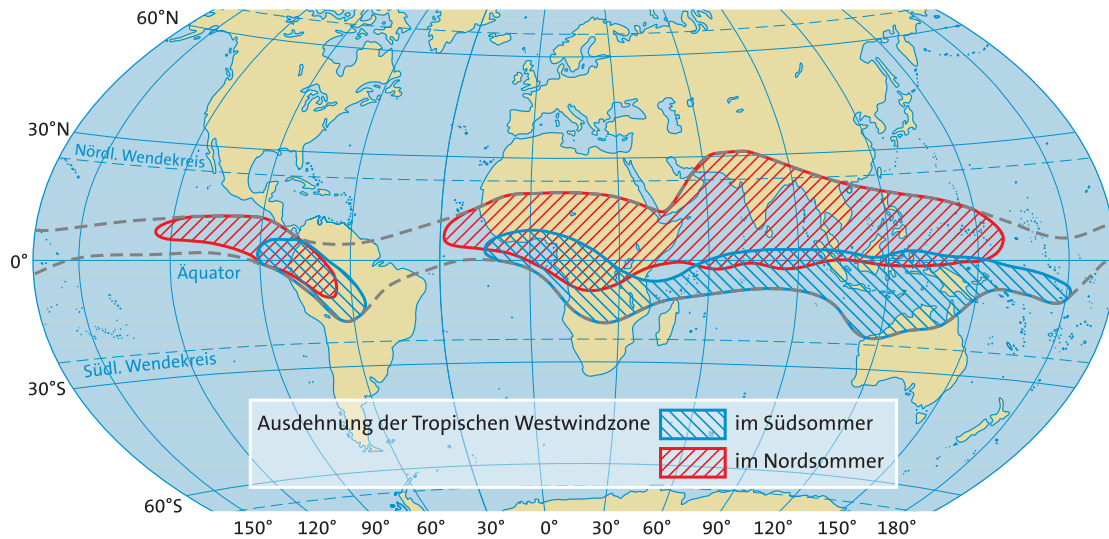 60°N
30°N
Nördl. Wendekreis
0°
Äquator
Südl. Wendekreis
30°S
Ausdehnung der Tropischen Westwindzone
im Südsommer
im Nordsommer
60°S
150° 120° 90° 60° 30° 0° 30° 60° 90° 120° 150° 180°